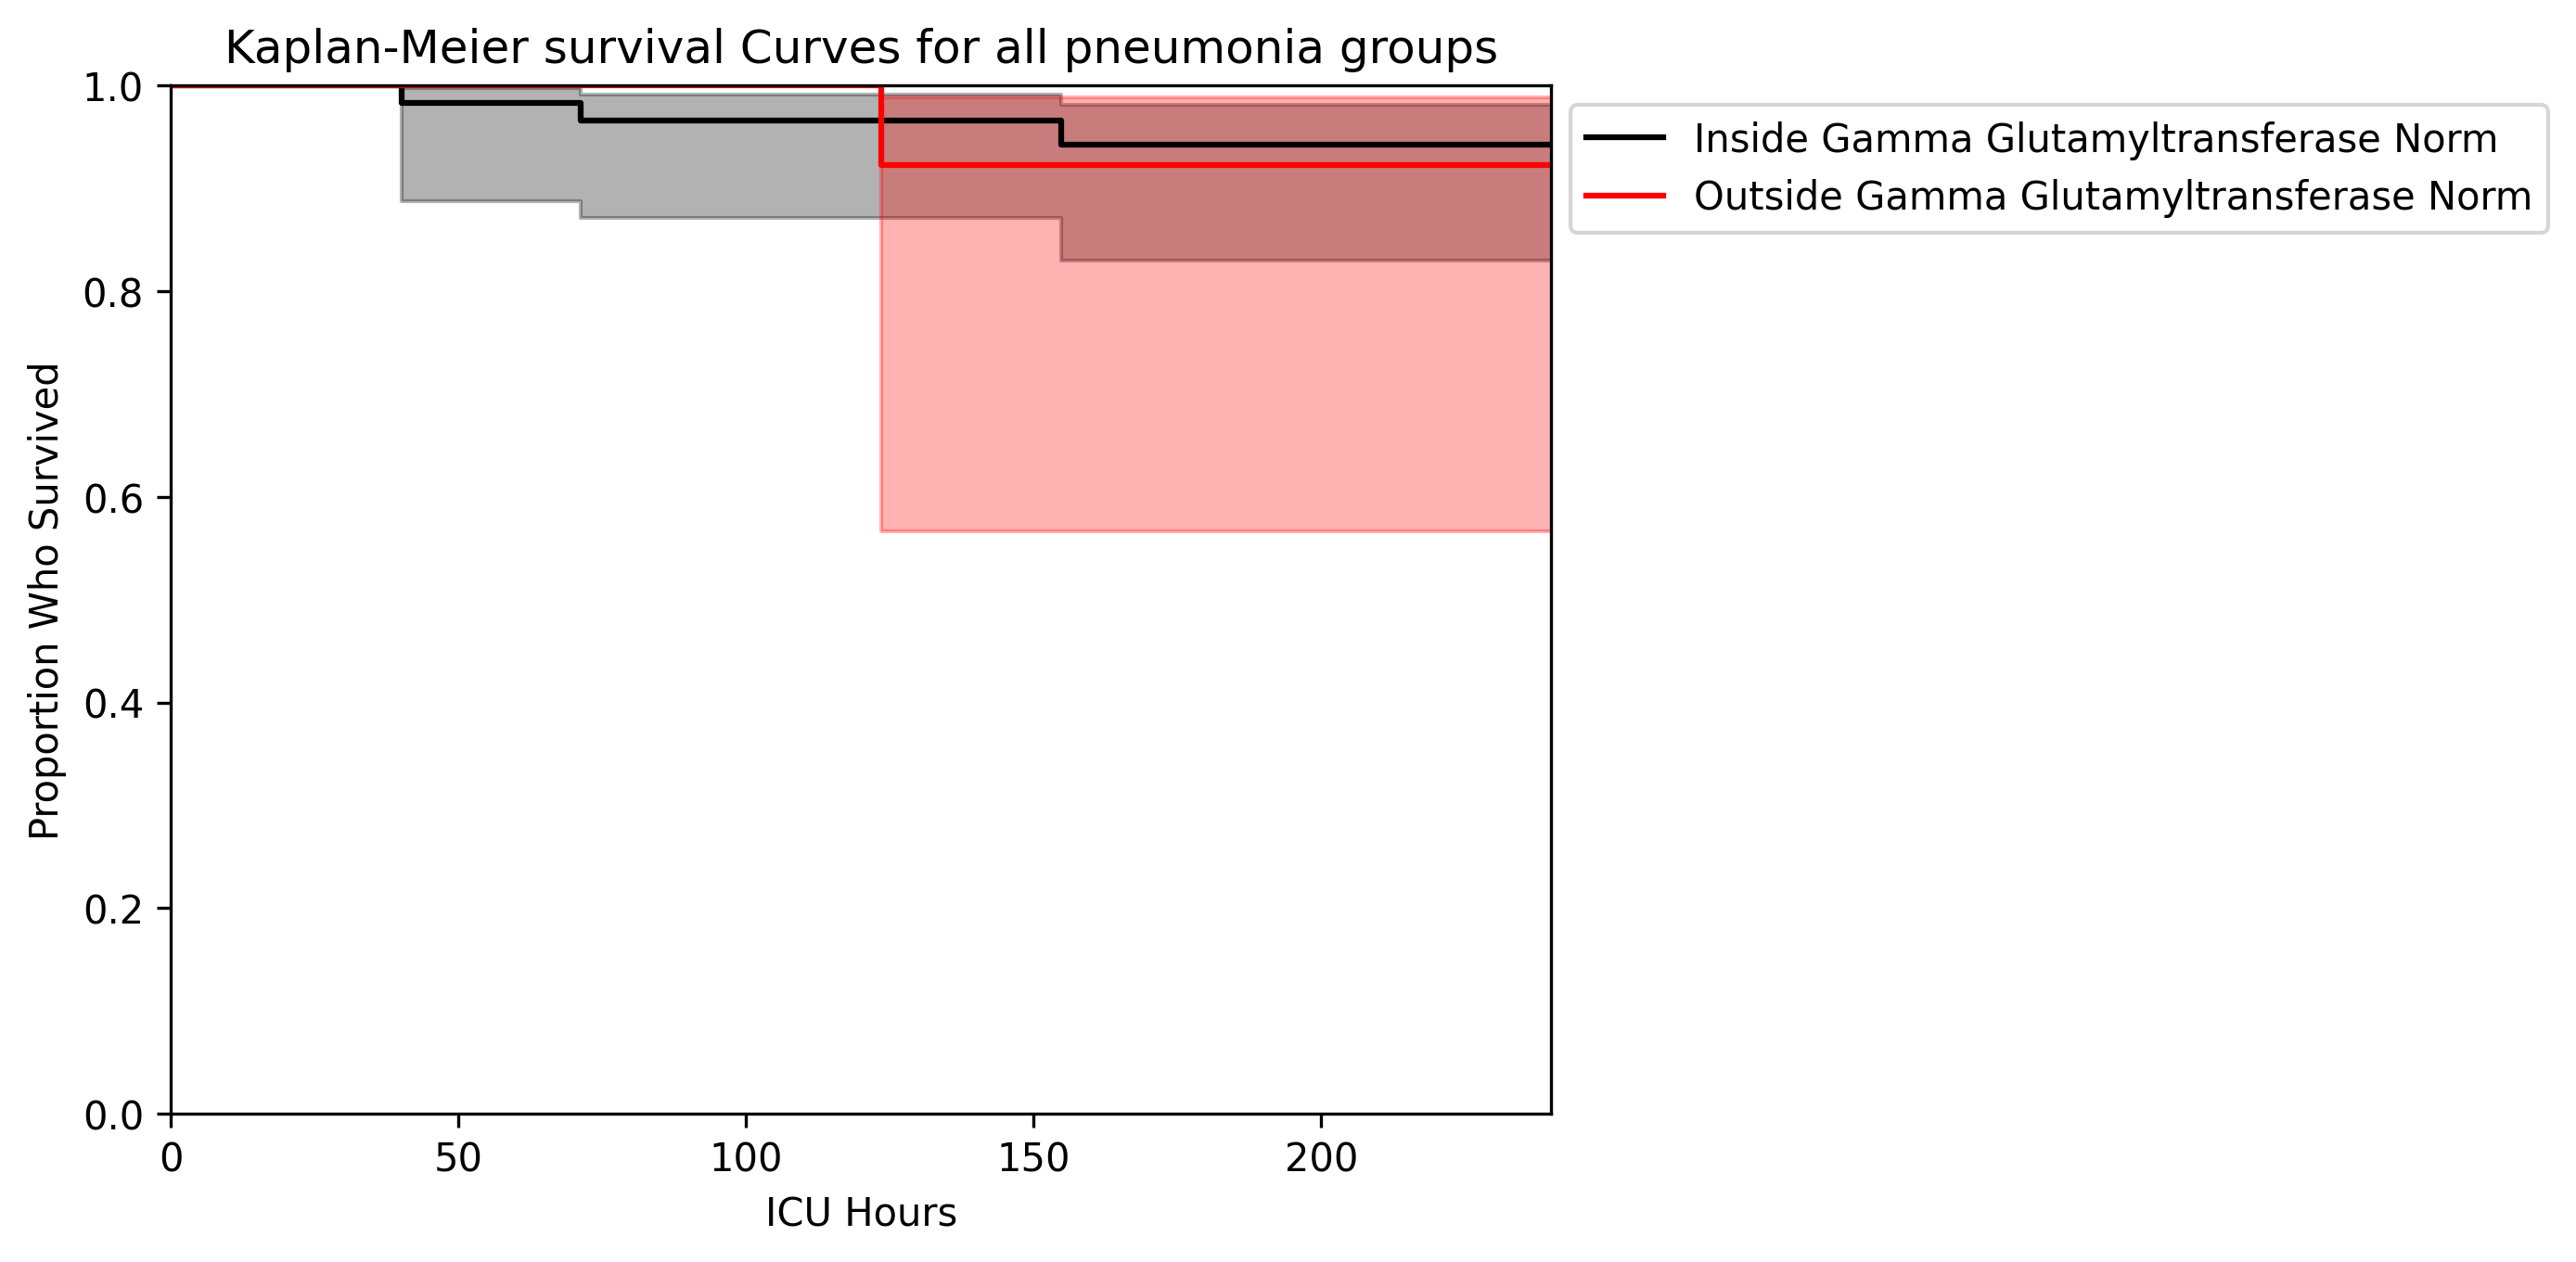 Kaplan-Meier survival Curves for all pneumonia groups
1.0
0.8
0.6
0.4
0.2
0.0
Proportion Who Survived
0 50 100 150 200
ICU Hours
Inside Gamma Glutamyltransferase Norm
Outside Gamma Glutamyltransferase Norm